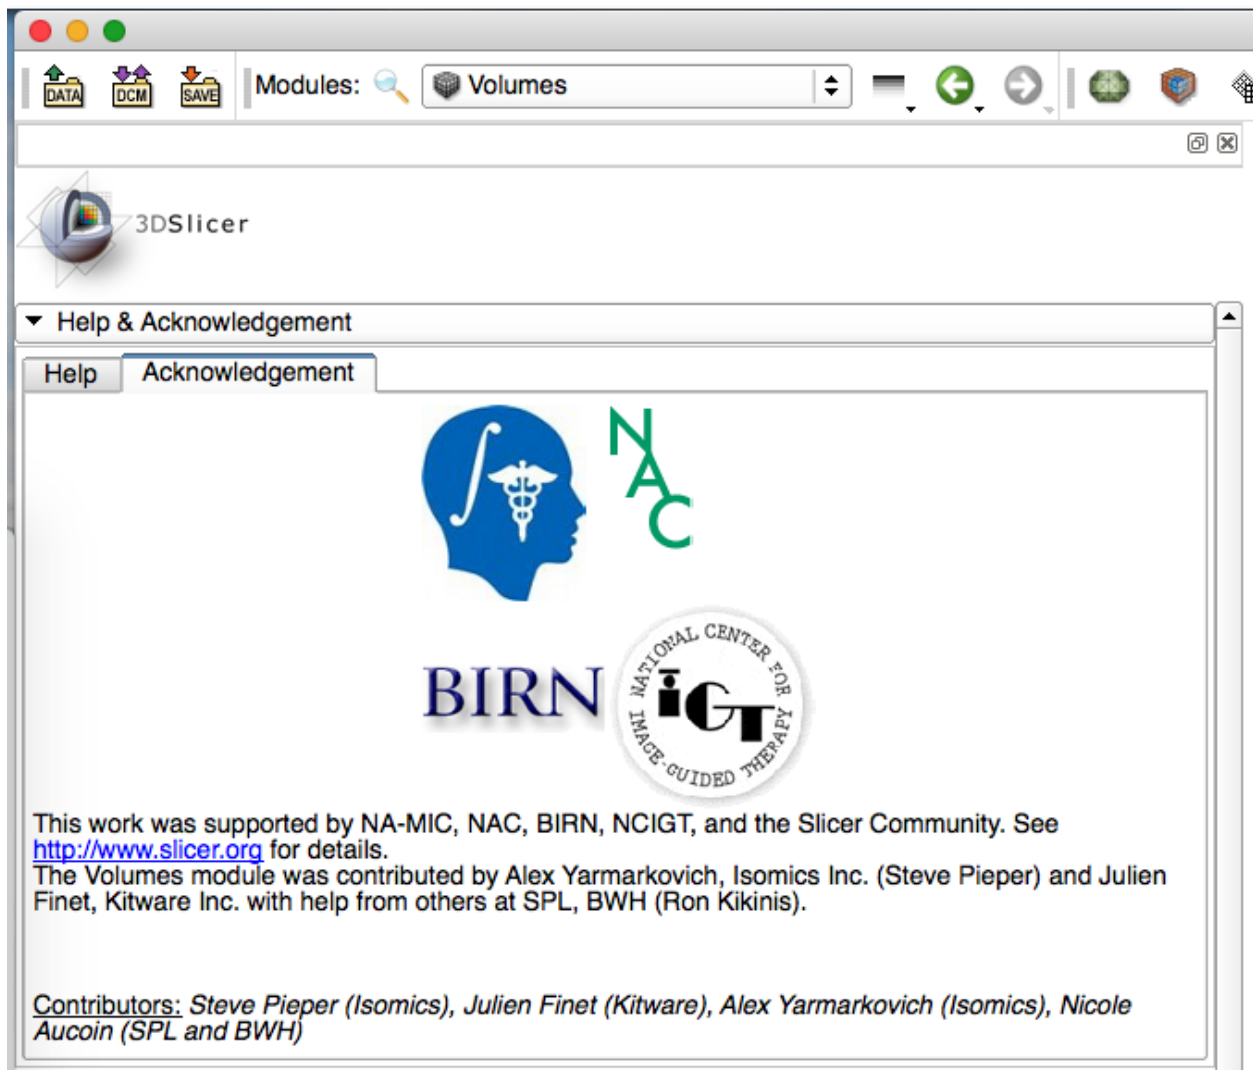 DATA DCM SAVE Modules: Volumes
3DSlicer
Help & Acknowledgement
Help Acknowledgement
NAC
BIRN
NATIONAL CENTER FOR
IGT
IMAGE-GUIDED THERAPY
This work was supported by NA-MIC, NAC, BIRN, NCIGT, and the Slicer Community. See
http://www.slicer.org for details.
The Volumes module was contributed by Alex Yarmarkovich, Isomics Inc. (Steve Pieper) and Julien
Finet, Kitware Inc. with help from others at SPL, BWH (Ron Kikinis).
Contributors: Steve Pieper (Isomics), Julien Finet (Kitware), Alex Yarmarkovich (Isomics), Nicole
Aucoin (SPL and BWH)